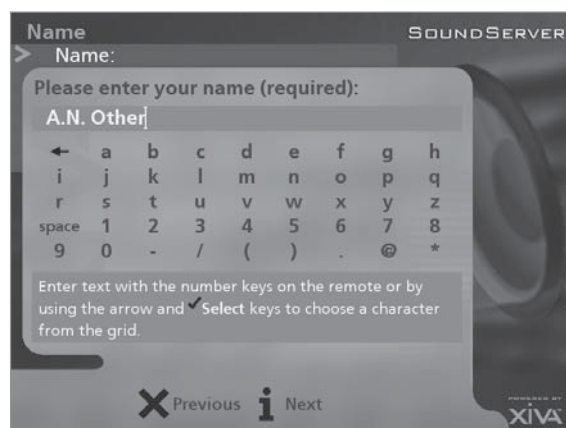 Name
SOUNDSERVER
Name:
Please enter your name (required):
A.N. Other
a b c d e f g h
i j k l m n o p q
r s t u v w x y z
space 1 2 3 4 5 6 7 8
9 0 - / ( ) . @ *
Enter text with the number keys on the remote or by
using the arrow and Select keys to choose a character
from the grid.
Previous Next
POWERED BY
XiVA